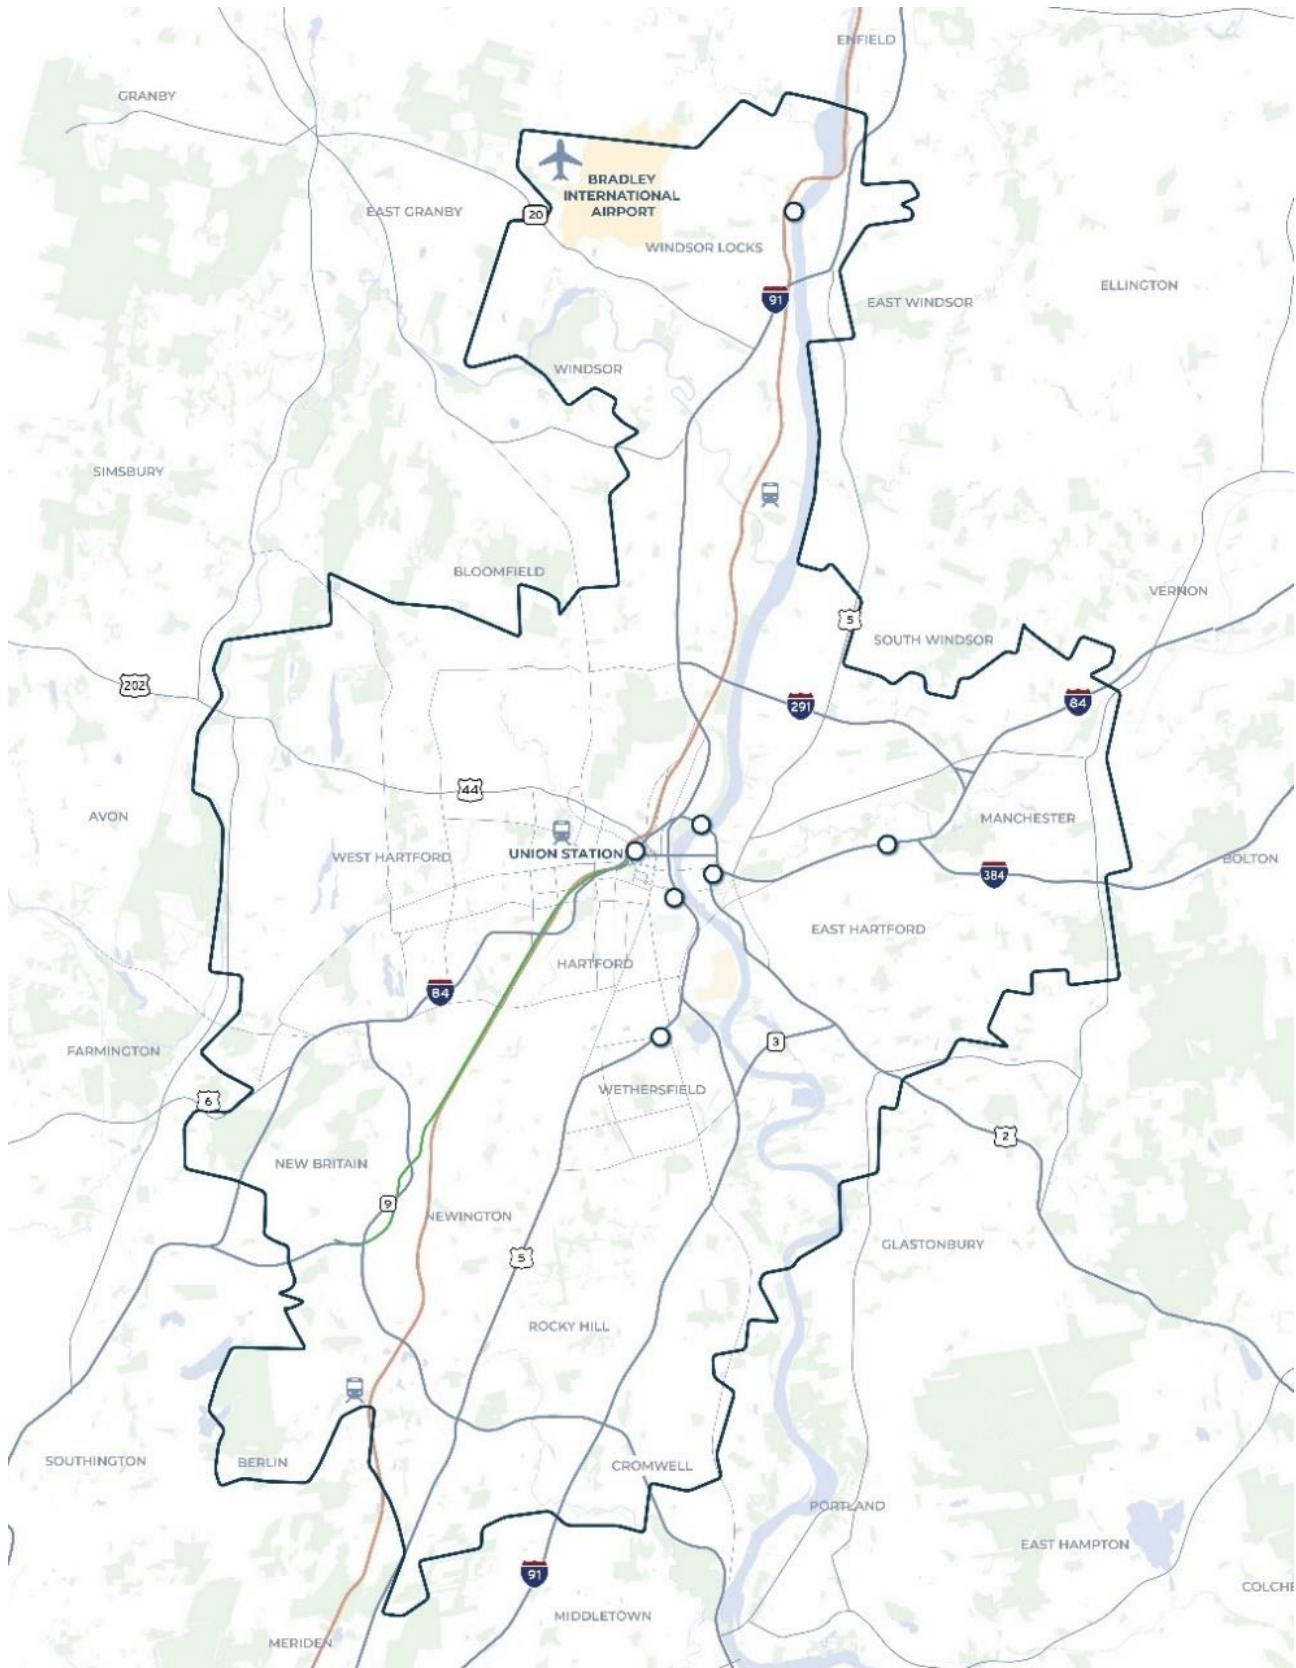 ENFIELD
GRANBY
BRADLEY
INTERNATIONAL
AIRPORT
EAST GRANBY
20
WINDSOR LOCKS
ELLINGTON
91
EAST WINDSOR
WINDSOR
SIMSBURY
BLOOMFIELD
VERNON
5
SOUTH WINDSOR
202
291
84
44
AVON
MANCHESTER
WEST HARTFORD
UNION STATION
BOLTON
384
EAST HARTFORD
HARTFORD
84
3
FARMINGTON
WETHERSFIELD
6
2
NEW BRITAIN
9
NEWINGTON
GLASTONBURY
5
ROCKY HILL
SOUTHINGTON
BERLIN
CROMWELL
PORTLAND
EAST HAMPTON
91
COLCHE
MIDDLETOWN
MERIDEN